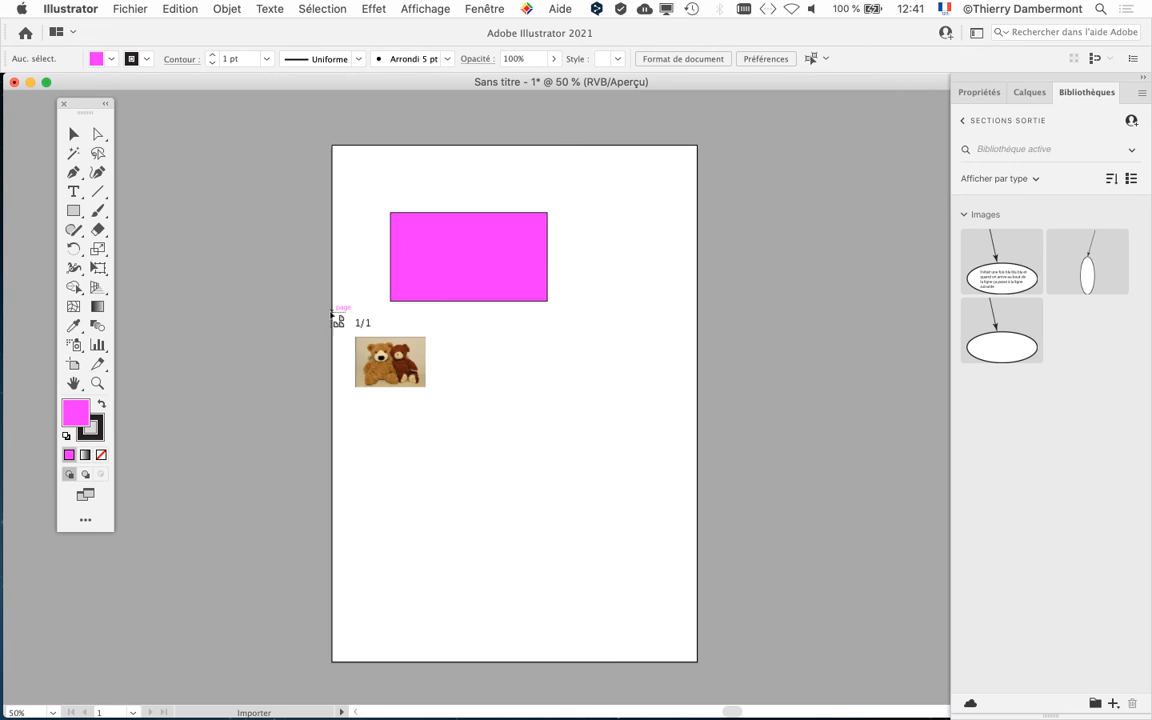 Illustrator Fichier Edition Objet Texte Sélection Effet Affichage Fenêtre Aide 100 % 12:41 ©Thierry Dambermont
Adobe Illustrator 2021 Rechercher dans l'aide Adobe
Auc. sélect. Contour : 1 pt Uniforme Arrondi 5 pt Opacité : 100% Style : Format de document Préférences
Sans titre - 1* @ 50 % (RVB/Aperçu)
Propriétés Calques Bibliothèques
SECTIONS SORTIE
Bibliothèque active
Afficher par type
Images
page
1/1
50% 1 Importer